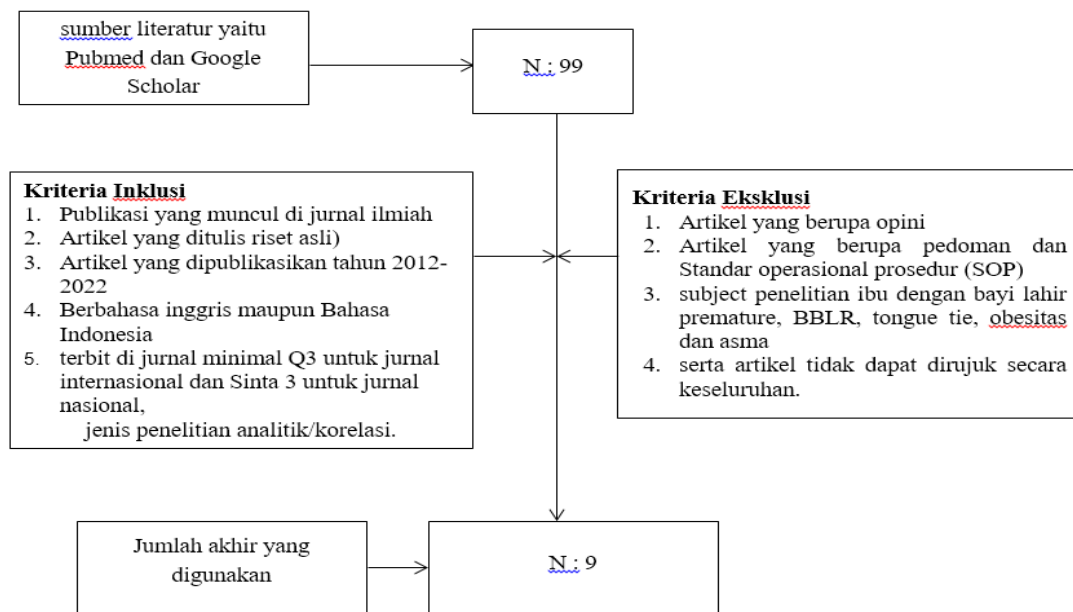 sumber literatur yaitu
Pubmed dan Google
Scholar
N : 99
Kriteria Inklusi
1. Publikasi yang muncul di jurnal ilmiah
2. Artikel yang ditulis riset asli)
3. Artikel yang dipublikasikan tahun 2012-
2022
4. Berbahasa inggris maupun Bahasa
Indonesia
5. terbit di jurnal minimal Q3 untuk jurnal
internasional dan Sinta 3 untuk jurnal
nasional,
jenis penelitian analitik/korelasi.
Kriteria Eksklusi
1. Artikel yang berupa opini
2. Artikel yang berupa pedoman dan
Standar operasional prosedur (SOP)
3. subject penelitian ibu dengan bayi lahir
premature, BBLR, tongue tie, obesitas
dan asma
4. serta artikel tidak dapat dirujuk secara
keseluruhan.
Jumlah akhir yang
digunakan
N : 9